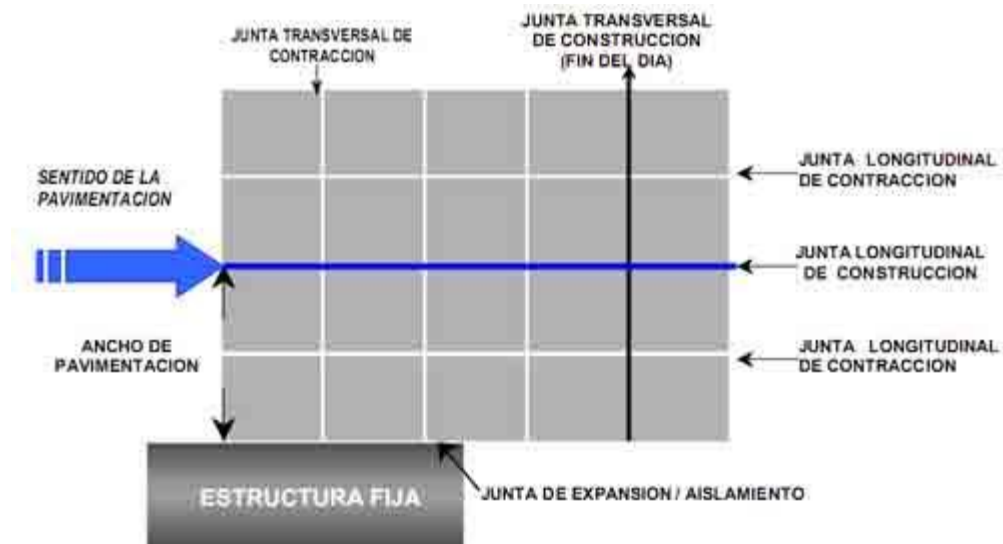 JUNTA TRANSVERSAL DE
CONTRACCION
JUNTA TRANSVERSAL
DE CONSTRUCCION
(FIN DEL DIA)
SENTIDO DE LA
PAVIMENTACION
JUNTA LONGITUDINAL
DE CONTRACCION
JUNTA LONGITUDINAL
DE CONSTRUCCION
ANCHO DE
PAVIMENTACION
JUNTA LONGITUDINAL
DE CONTRACCION
ESTRUCTURA FIJA
JUNTA DE EXPANSION / AISLAMIENTO